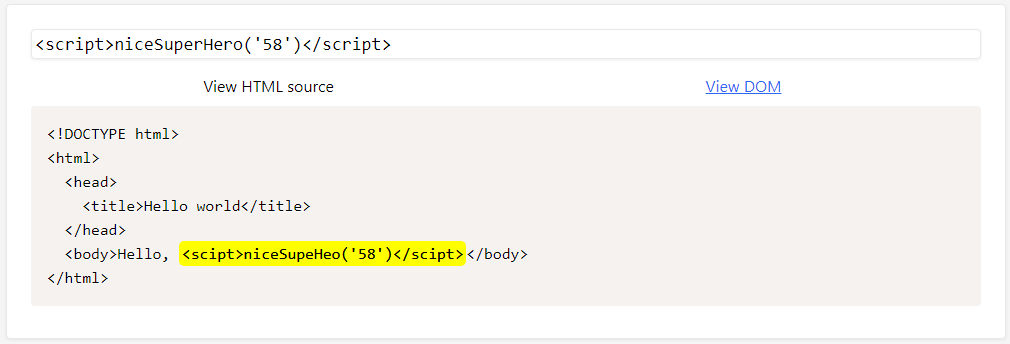 <script>niceSuperHero('58')</script>
View HTML source
View DOM
<!DOCTYPE html>
<html>
<head>
<title>Hello world</title>
</head>
<body>Hello, <scipt>niceSupeHeo('58')</scipt></body>
</html>